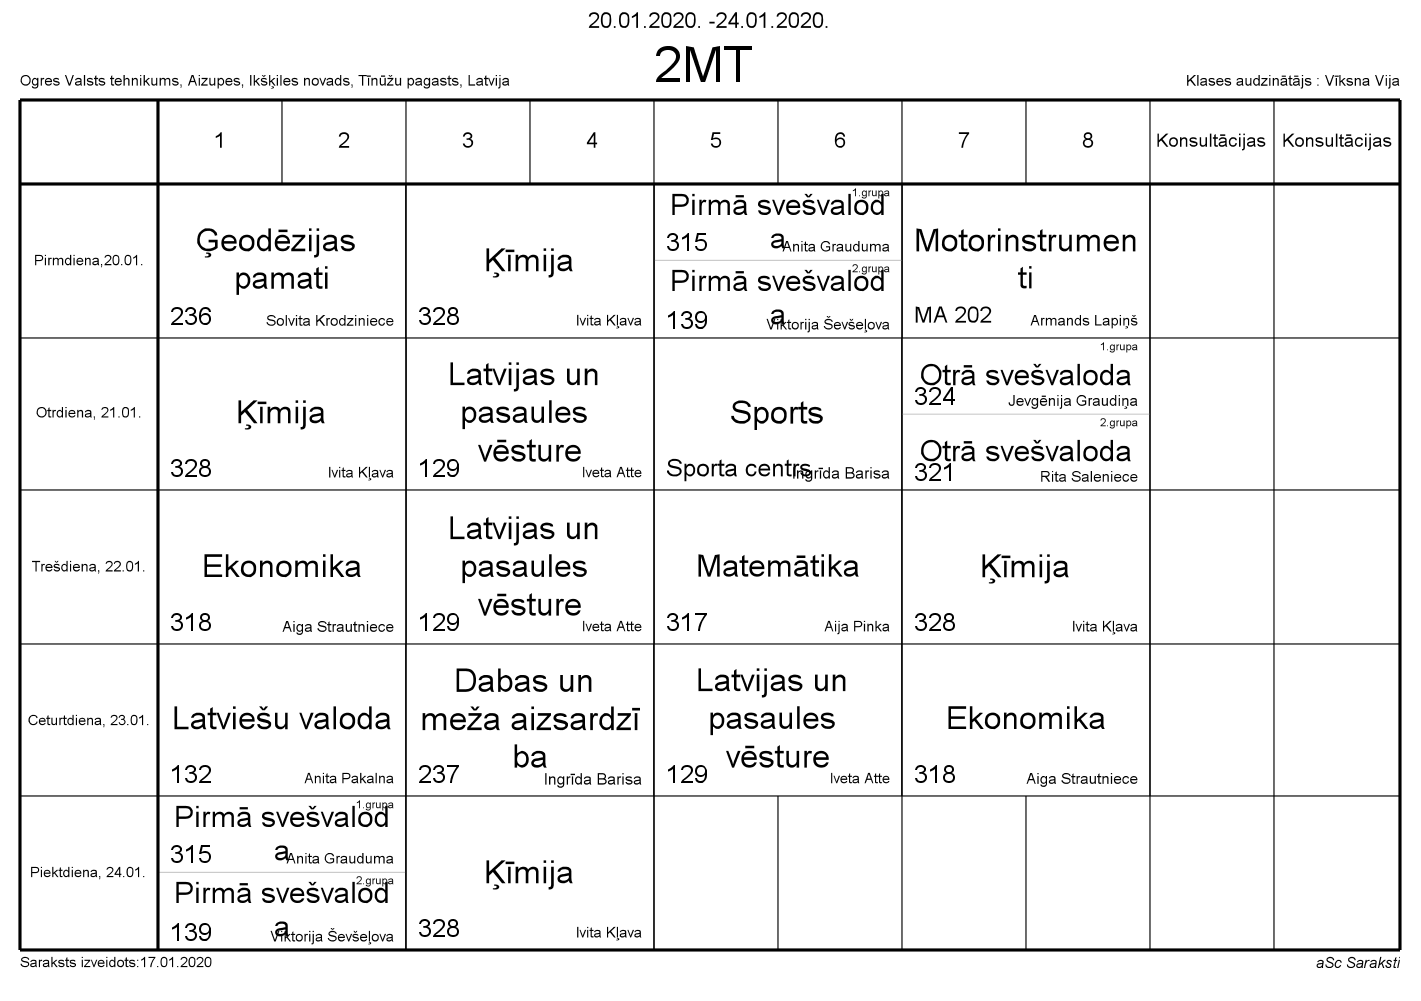 20.01.2020. -24.01.2020.
2MT
Ogres Valsts tehnikums, Aizupes, Ikšķiles novads, Tīnūžu pagasts, Latvija
Klases audzinātājs : Vīksna Vija
1 2 3 4 5 6 7 8 Konsultācijas Konsultācijas
Pirmdiena,20.01.
Ģeodēzijas
pamati
236 Solvita Krodziniece
Ķīmija
328 Ivita Kļava
1.grupa
Pirmā svešvalod
a
315 Anita Grauduma
2.grupa
Pirmā svešvalod
a
139 Viktorija Ševšeļova
Motorinstrumen
ti
MA 202 Armands Lapiņš
Otrdiena, 21.01.
Ķīmija
328 Ivita Kļava
Latvijas un
pasaules
vēsture
129 Iveta Atte
Sports
Sporta centrs Ingrīda Barisa
1.grupa
Otrā svešvaloda
324 Jevgēnija Graudiņa
2.grupa
Otrā svešvaloda
321 Rita Saleniece
Trešdiena, 22.01.
Ekonomika
318 Aiga Strautniece
Latvijas un
pasaules
vēsture
129 Iveta Atte
Matemātika
317 Aija Pinka
Ķīmija
328 Ivita Kļava
Ceturtdiena, 23.01.
Latviešu valoda
132 Anita Pakalna
Dabas un
meža aizsardzī
ba
237 Ingrīda Barisa
Latvijas un
pasaules
vēsture
129 Iveta Atte
Ekonomika
318 Aiga Strautniece
Piektdiena, 24.01.
1.grupa
Pirmā svešvalod
a
315 Anita Grauduma
2.grupa
Pirmā svešvalod
a
139 Viktorija Ševšeļova
Ķīmija
328 Ivita Kļava
Saraksts izveidots:17.01.2020
aSc Saraksti